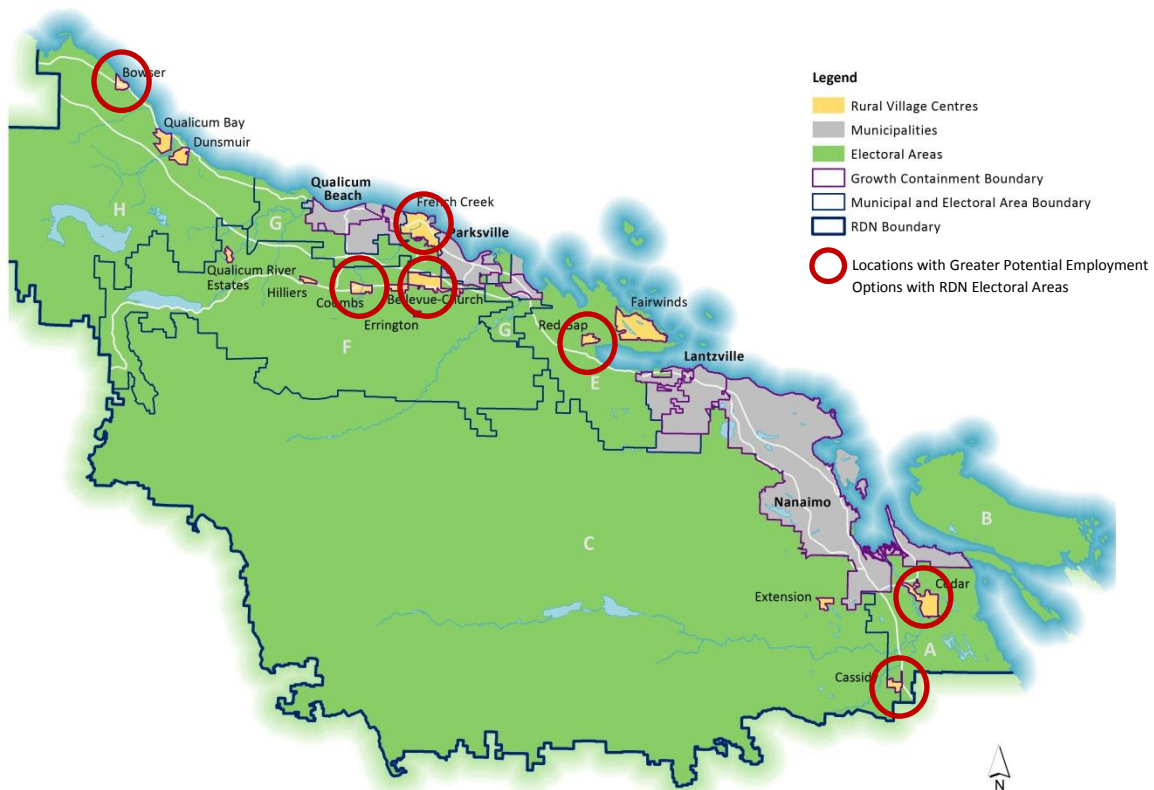 Bowser
Qualicum Bay
Dunsmuir
Qualicum
Beach
French Creek
Parksville
H
G
Qualicum River
Estates
Hilliers
Coombs
Bellevue-Church
Errington
F
G
Red Gap
Fairwinds
E
Lantzville
Nanaimo
B
C
Extension
Cedar
A
Cassidy
Legend
Rural Village Centres
Municipalities
Electoral Areas
Growth Containment Boundary
Municipal and Electoral Area Boundary
RDN Boundary
Locations with Greater Potential Employment
Options with RDN Electoral Areas
N